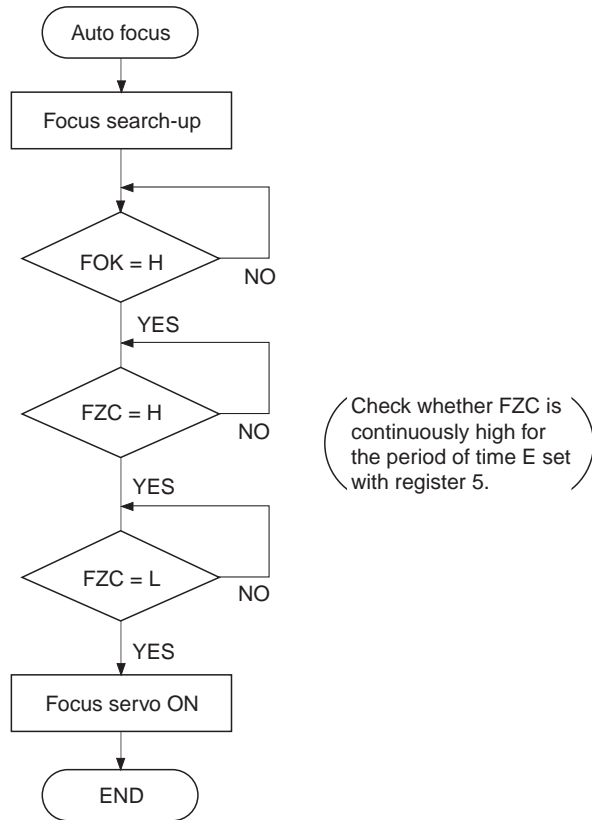 Auto focus
Focus search-up
FOK = H
NO
YES
FZC = H
NO
Check whether FZC is
continuously high for
the period of time E set
with register 5.
YES
FZC = L
NO
YES
Focus servo ON
END